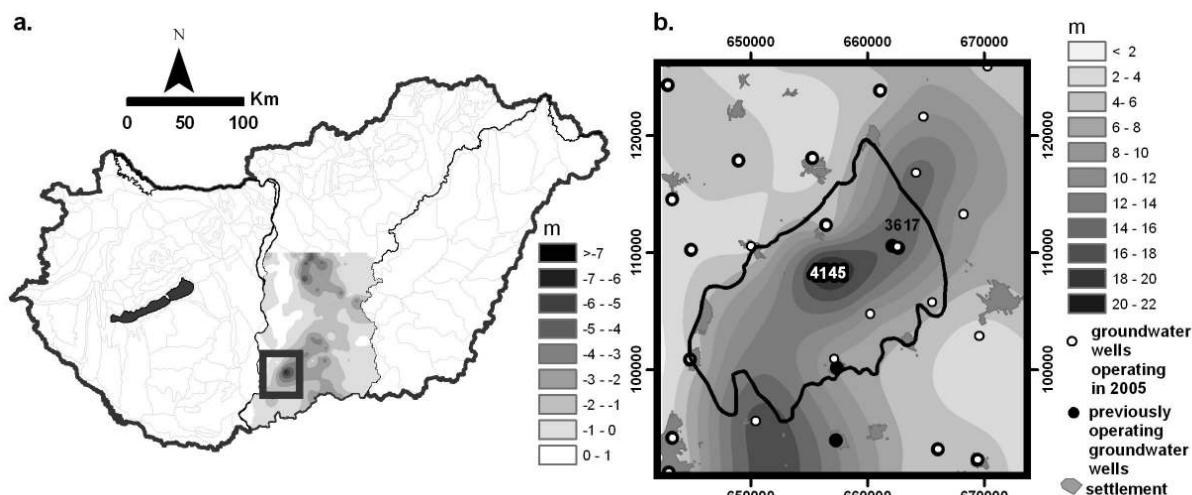 a.
N
Km
0 50 100
m
>-7
-7 - -6
-6 - -5
-5 - -4
-4 - -3
-3 - -2
-2 - -1
-1 - 0
0 - 1
b.
650000 660000 670000
120000
110000
100000
3617
4145
120000
110000
100000
650000 660000 670000
m
< 2
2 - 4
4 - 6
6 - 8
8 - 10
10 - 12
12 - 14
14 - 16
16 - 18
18 - 20
20 - 22
groundwater
wells
operating
in 2005
previously
operating
groundwater
wells
settlement